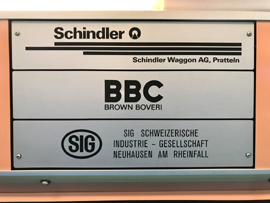 Schindler
Schindler Waggon AG, Pratteln
BBC
BROWN BOVERI
SIG
SIG SCHWEIZERISCHE
INDUSTRIE - GESELLSCHAFT
NEUHAUSEN AM RHEINFALL